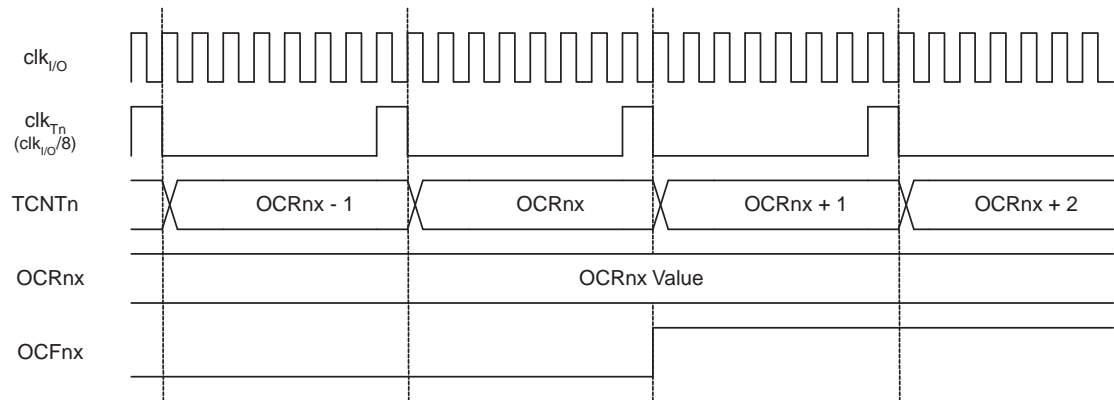 clkI/O
clkTn
(clkI/O/8)
TCNTn OCRnx - 1 OCRnx OCRnx + 1 OCRnx + 2
OCRnx OCRnx Value
OCFnx